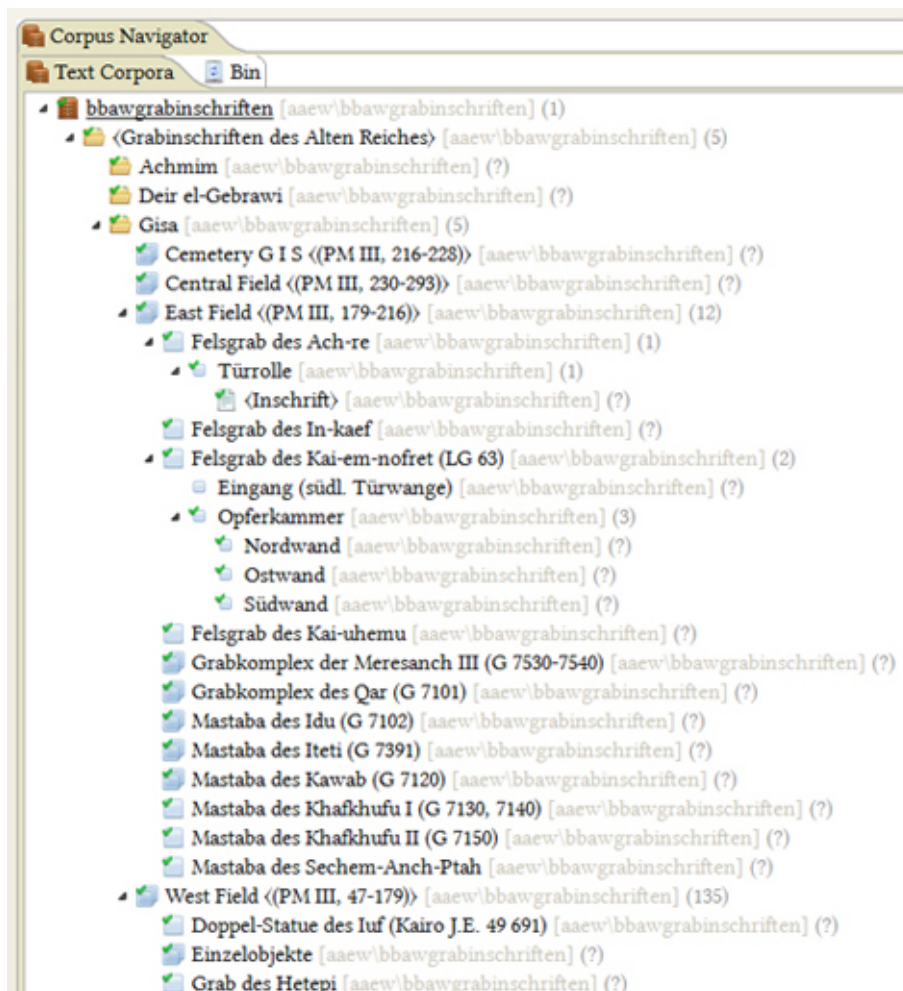 Corpus Navigator
Text Corpora Bin
bbawgrabinschriften [aaew\bbawgrabinschriften] (1)
‹Grabinschriften des Alten Reiches› [aaew\bbawgrabinschriften] (5)
Achmim [aaew\bbawgrabinschriften] (?)
Deir el-Gebrawi [aaew\bbawgrabinschriften] (?)
Gisa [aaew\bbawgrabinschriften] (5)
Cemetery G I S ‹(PM III, 216-228)› [aaew\bbawgrabinschriften] (?)
Central Field ‹(PM III, 230-293)› [aaew\bbawgrabinschriften] (?)
East Field ‹(PM III, 179-216)› [aaew\bbawgrabinschriften] (12)
Felsgrab des Ach-re [aaew\bbawgrabinschriften] (1)
Türrolle [aaew\bbawgrabinschriften] (1)
‹Inschrift› [aaew\bbawgrabinschriften] (?)
Felsgrab des In-kaef [aaew\bbawgrabinschriften] (?)
Felsgrab des Kai-em-nofret (LG 63) [aaew\bbawgrabinschriften] (2)
Eingang (südl. Türwange) [aaew\bbawgrabinschriften] (?)
Opferkammer [aaew\bbawgrabinschriften] (3)
Nordwand [aaew\bbawgrabinschriften] (?)
Ostwand [aaew\bbawgrabinschriften] (?)
Südwand [aaew\bbawgrabinschriften] (?)
Felsgrab des Kai-uhemu [aaew\bbawgrabinschriften] (?)
Grabkomplex der Meresanch III (G 7530-7540) [aaew\bbawgrabinschriften] (?)
Grabkomplex des Qar (G 7101) [aaew\bbawgrabinschriften] (?)
Mastaba des Idu (G 7102) [aaew\bbawgrabinschriften] (?)
Mastaba des Iteti (G 7391) [aaew\bbawgrabinschriften] (?)
Mastaba des Kawab (G 7120) [aaew\bbawgrabinschriften] (?)
Mastaba des Khafkhufu I (G 7130, 7140) [aaew\bbawgrabinschriften] (?)
Mastaba des Khafkhufu II (G 7150) [aaew\bbawgrabinschriften] (?)
Mastaba des Sechem-Anch-Ptah [aaew\bbawgrabinschriften] (?)
West Field ‹(PM III, 47-179)› [aaew\bbawgrabinschriften] (135)
Doppel-Statue des Iuf (Kairo J.E. 49 691) [aaew\bbawgrabinschriften] (?)
Einzelobjekte [aaew\bbawgrabinschriften] (?)
Grab des Hetepi [aaew\bbawgrabinschriften] (?)